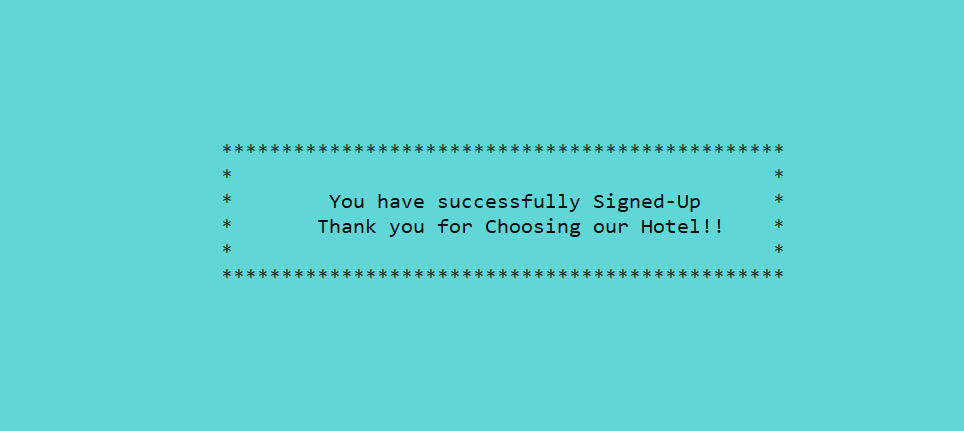 ***********************************************
*                                             *
*        You have successfully Signed-Up      *
*       Thank you for Choosing our Hotel!!    *
*                                             *
***********************************************